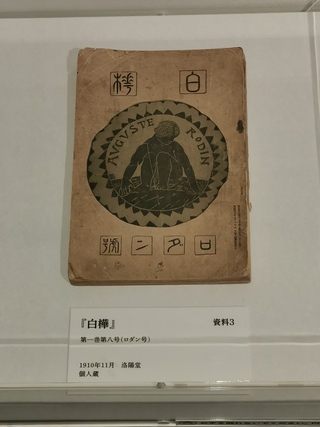 白
樺
AUGUSTE RODIN
ロダン號
『白樺』
資料3
第一巻第八号（ロダン号）
1910年11月　洛陽堂
個人蔵